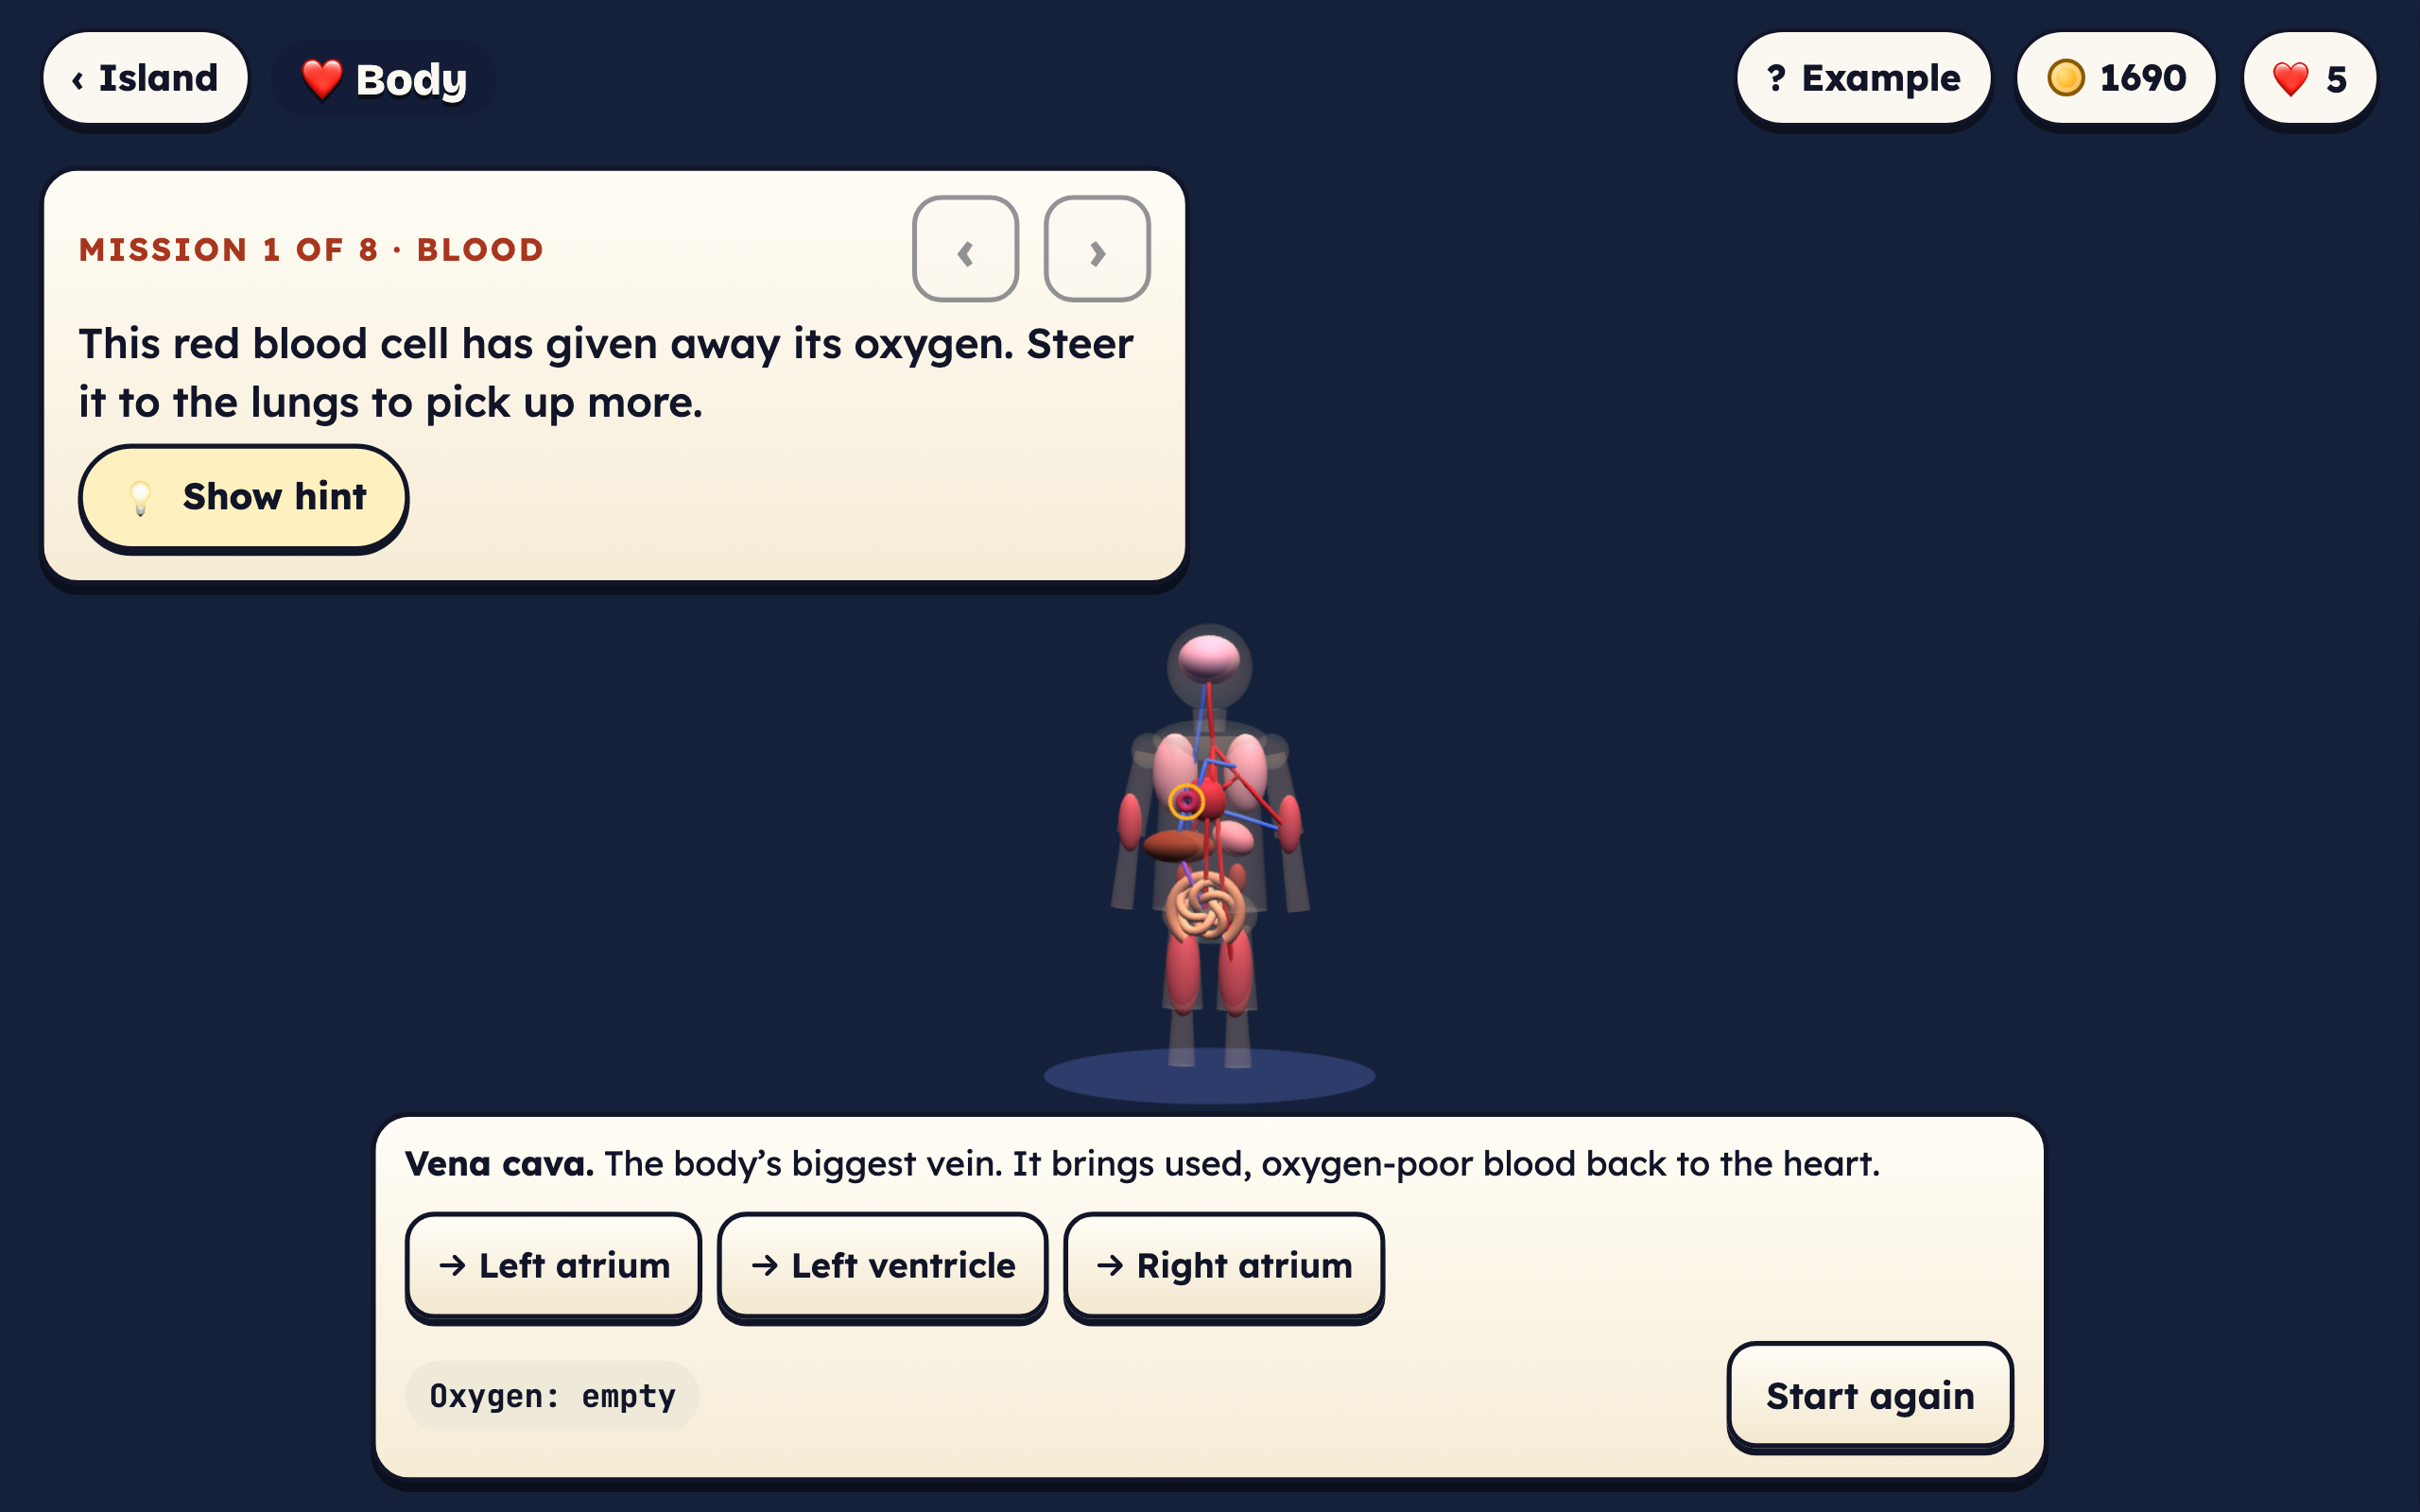 ‹ Island
Body
? Example
1690
5
MISSION 1 OF 8 · BLOOD
‹
›
This red blood cell has given away its oxygen. Steer
it to the lungs to pick up more.
Show hint
Vena cava. The body’s biggest vein. It brings used, oxygen-poor blood back to the heart.
→ Left atrium
→ Left ventricle
→ Right atrium
Oxygen: empty
Start again